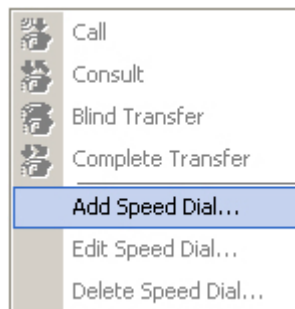 Call
Consult
Blind Transfer
Complete Transfer
Add Speed Dial...
Edit Speed Dial...
Delete Speed Dial...